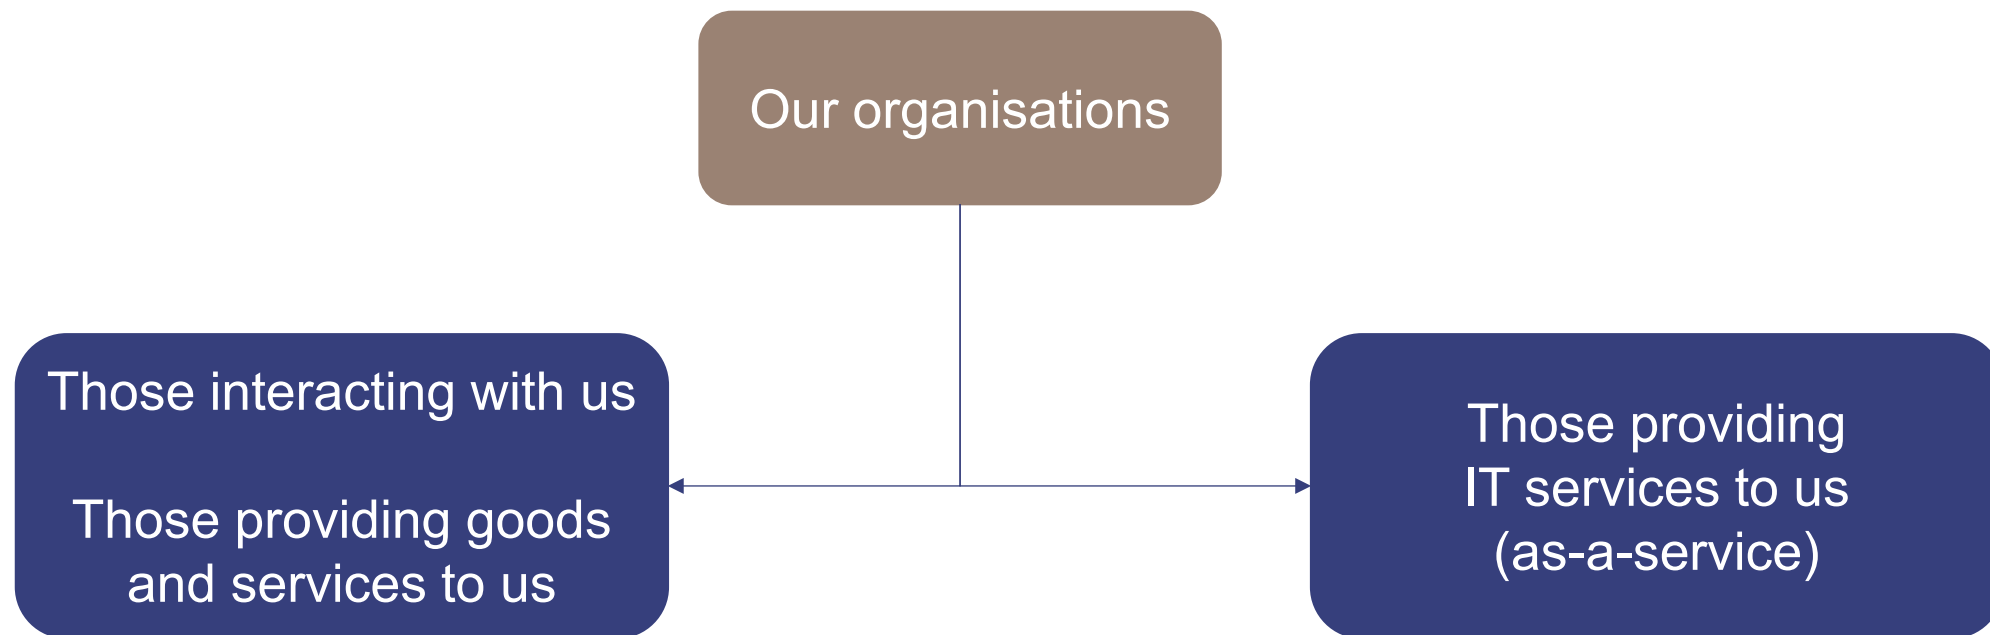 Our organisations
Those interacting with us
Those providing goods
and services to us
Those providing
IT services to us
(as-a-service)